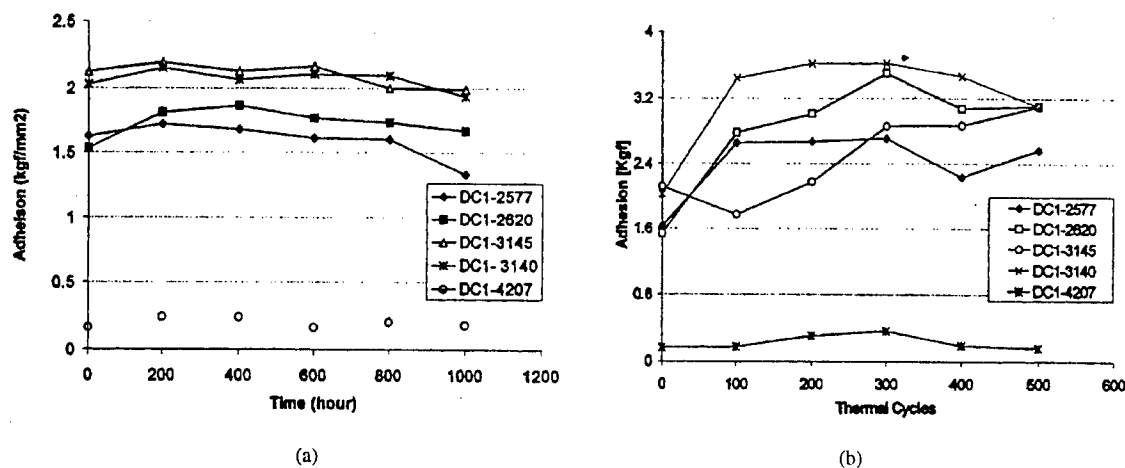 2.5
2
1.5
1
0.5
0
Adhelson (kgf/mm2)
0 200 400 600 800 1000 1200
Time (hour)
DC1-2577
DC1-2620
DC1-3145
DC1- 3140
DC1-4207
(a)
4
3.2
2.4
1.6
0.8
0
Adhesion [Kgf]
0 100 200 300 400 500 600
Thermal Cycles
DC1-2577
DC1-2620
DC1-3145
DC1-3140
DC1-4207
(b)